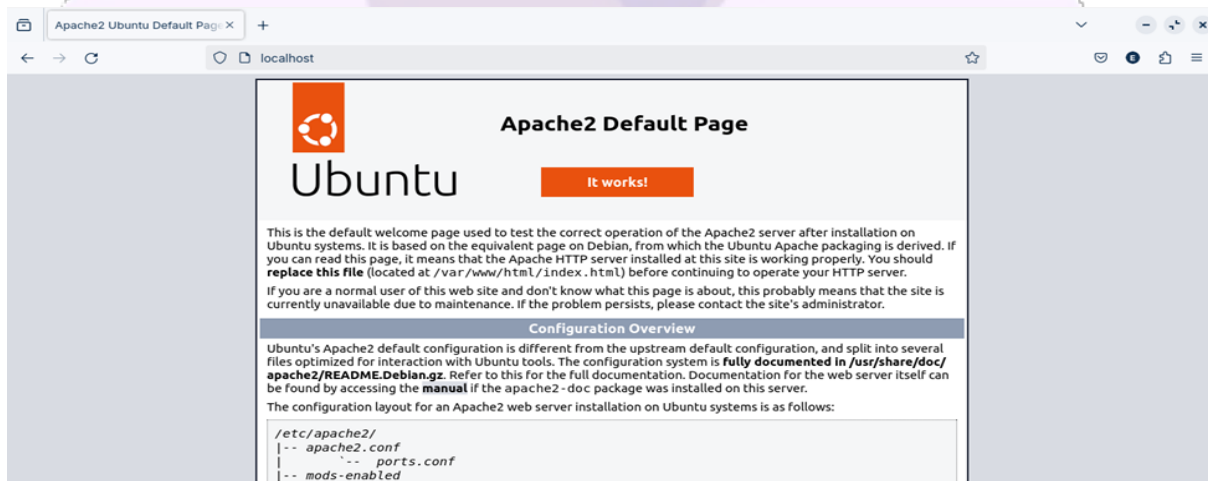 Apache2 Ubuntu Default Page
localhost
E
Ubuntu
Apache2 Default Page
It works!
This is the default welcome page used to test the correct operation of the Apache2 server after installation on
Ubuntu systems. It is based on the equivalent page on Debian, from which the Ubuntu Apache packaging is derived. If
you can read this page, it means that the Apache HTTP server installed at this site is working properly. You should
replace this file (located at /var/www/html/index.html) before continuing to operate your HTTP server.
If you are a normal user of this web site and don't know what this page is about, this probably means that the site is
currently unavailable due to maintenance. If the problem persists, please contact the site's administrator.
Configuration Overview
Ubuntu's Apache2 default configuration is different from the upstream default configuration, and split into several
files optimized for interaction with Ubuntu tools. The configuration system is fully documented in /usr/share/doc/
apache2/README.Debian.gz. Refer to this for the full documentation. Documentation for the web server itself can
be found by accessing the manual if the apache2-doc package was installed on this server.
The configuration layout for an Apache2 web server installation on Ubuntu systems is as follows:
/etc/apache2/
|-- apache2.conf
|       `--  ports.conf
|-- mods-enabled